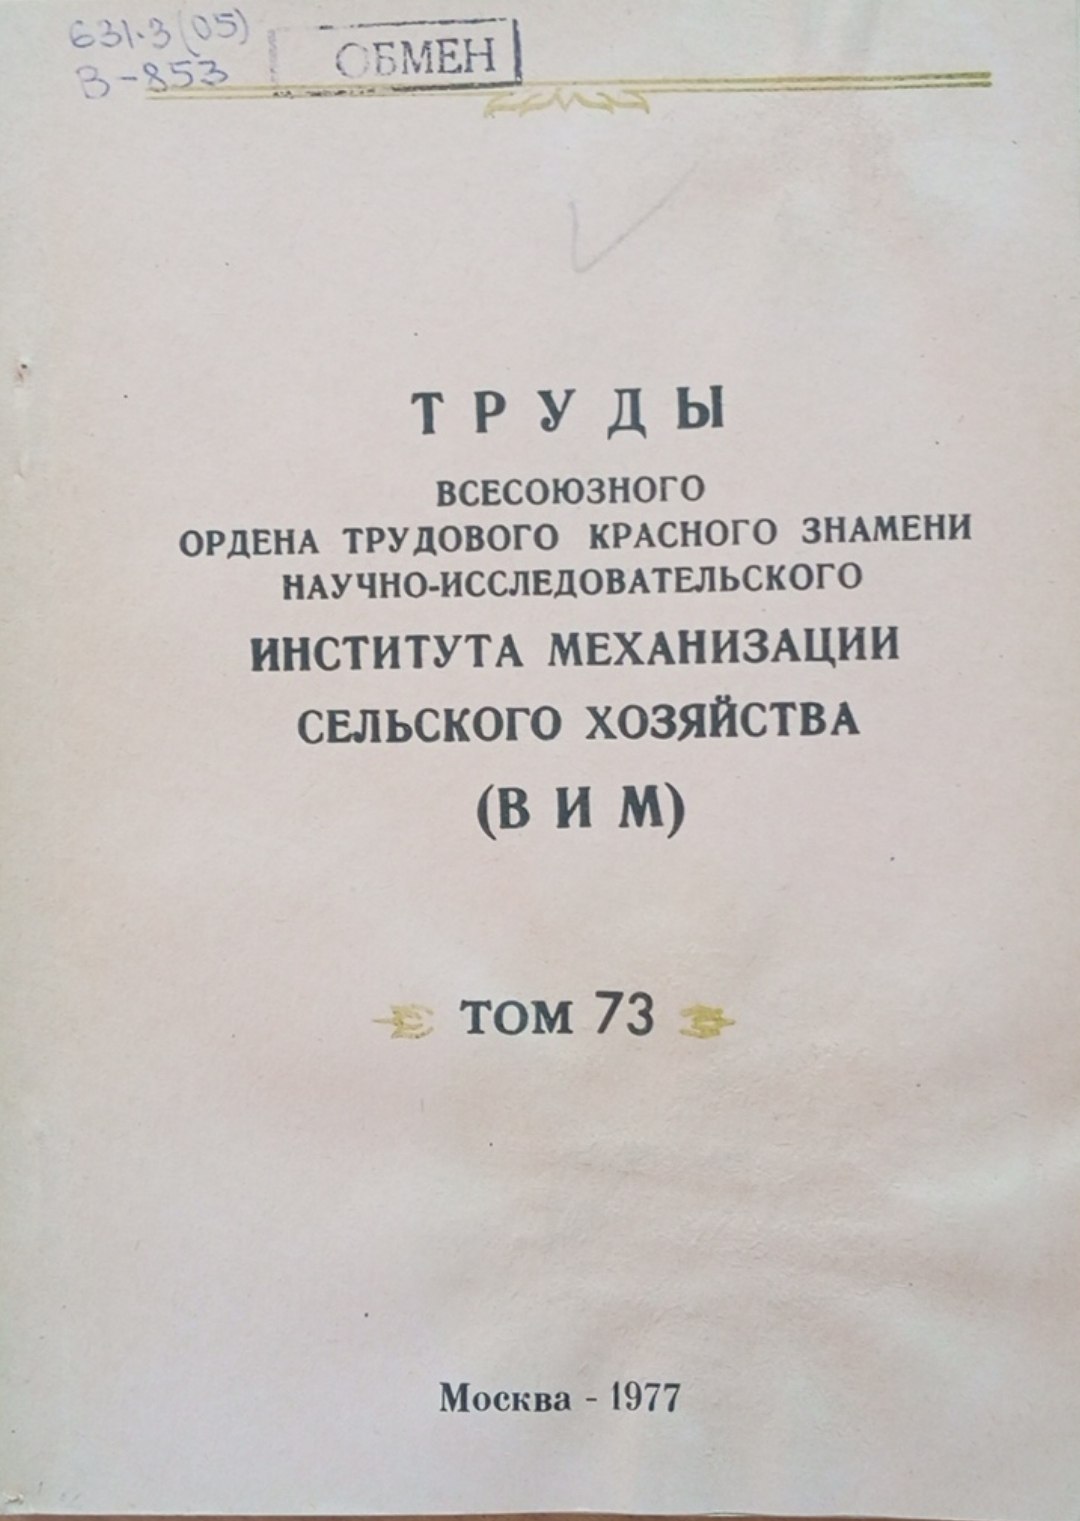 631.3(05)
В-853
ОБМЕН
ТРУДЫ
ВСЕСОЮЗНОГО
ОРДЕНА ТРУДОВОГО КРАСНОГО ЗНАМЕНИ
НАУЧНО-ИССЛЕДОВАТЕЛЬСКОГО
ИНСТИТУТА МЕХАНИЗАЦИИ
СЕЛЬСКОГО ХОЗЯЙСТВА
(ВИМ)
ТОМ 73
Москва - 1977